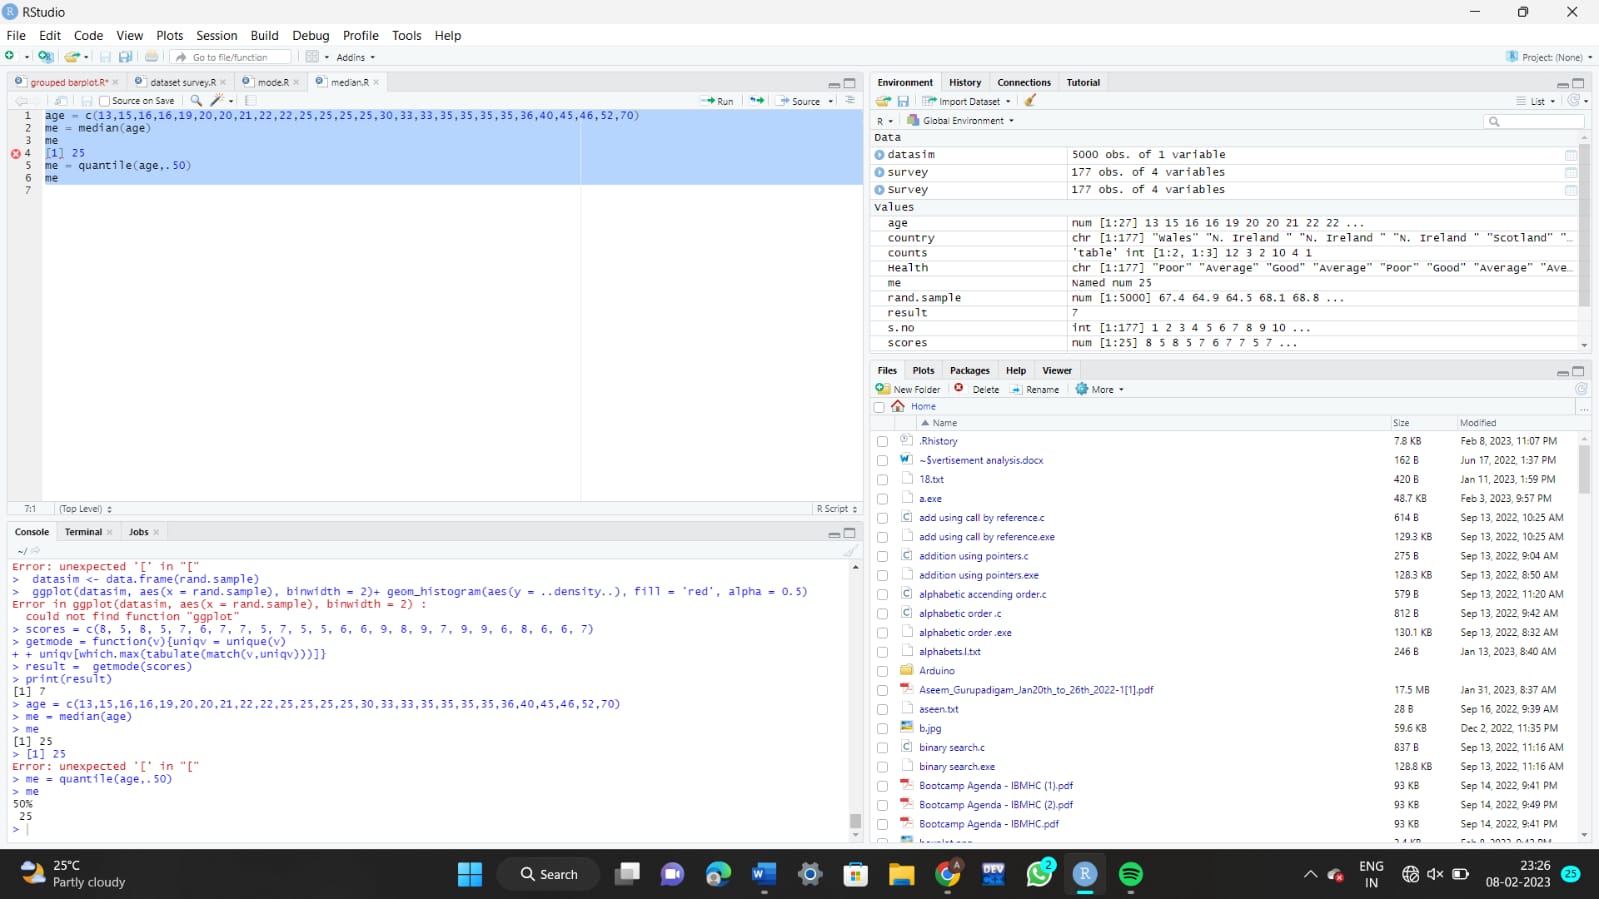 RStudio
File Edit Code View Plots Session Build Debug Profile Tools Help
Go to file/function Addins Project: (None)
grouped barplot.R* dataset survey.R mode.R median.R
Source on Save Run Source
1 age = c(13,15,16,16,19,20,20,21,22,22,25,25,25,25,30,33,33,35,35,35,35,36,40,45,46,52,70)
2 me = median(age)
3 me
4 [1] 25
5 me = quantile(age,.50)
6 me
7
7:1 (Top Level) R Script
Console Terminal Jobs
~/
Error: unexpected '[' in "["
> datasim <- data.frame(rand.sample)
> ggplot(datasim, aes(x = rand.sample), binwidth = 2)+ geom_histogram(aes(y = ..density..), fill = 'red', alpha = 0.5)
Error in ggplot(datasim, aes(x = rand.sample), binwidth = 2) :
could not find function "ggplot"
> scores = c(8, 5, 8, 5, 7, 6, 7, 7, 5, 7, 5, 5, 6, 6, 9, 8, 9, 7, 9, 9, 6, 8, 6, 6, 7)
> getmode = function(v){uniqv = unique(v)
+ + uniqv[which.max(tabulate(match(v,uniqv)))]}
> result = getmode(scores)
> print(result)
[1] 7
> age = c(13,15,16,16,19,20,20,21,22,22,25,25,25,25,30,33,33,35,35,35,35,36,40,45,46,52,70)
> me = median(age)
> me
[1] 25
> [1] 25
Error: unexpected '[' in "["
> me = quantile(age,.50)
> me
50%
25
>
Environment History Connections Tutorial
Import Dataset List
R Global Environment
Data
datasim 5000 obs. of 1 variable
survey 177 obs. of 4 variables
Survey 177 obs. of 4 variables
Values
age num [1:27] 13 15 16 16 19 20 20 21 22 22 ...
country chr [1:177] "Wales" "N. Ireland " "N. Ireland " "N. Ireland " "Scotland" "…
counts 'table' int [1:2, 1:3] 12 3 2 10 4 1
Health chr [1:177] "Poor" "Average" "Good" "Average" "Poor" "Good" "Average" "Ave…
me Named num 25
rand.sample num [1:5000] 67.4 64.9 64.5 68.1 68.8 ...
result 7
s.no int [1:177] 1 2 3 4 5 6 7 8 9 10 ...
scores num [1:25] 8 5 8 5 7 6 7 7 5 7 ...
Files Plots Packages Help Viewer
New Folder Delete Rename More
Home ...
Name Size Modified
.Rhistory 7.8 KB Feb 8, 2023, 11:07 PM
~$vertisement analysis.docx 162 B Jun 17, 2022, 1:37 PM
18.txt 420 B Jan 11, 2023, 1:59 PM
a.exe 48.7 KB Feb 3, 2023, 9:57 PM
add using call by reference.c 614 B Sep 13, 2022, 10:25 AM
add using call by reference.exe 129.3 KB Sep 13, 2022, 10:25 AM
addition using pointers.c 275 B Sep 13, 2022, 9:04 AM
addition using pointers.exe 128.3 KB Sep 13, 2022, 8:50 AM
alphabetic accending order.c 579 B Sep 13, 2022, 11:20 AM
alphabetic order .c 812 B Sep 13, 2022, 9:42 AM
alphabetic order .exe 130.1 KB Sep 13, 2022, 8:32 AM
alphabets.l.txt 246 B Jan 13, 2023, 8:40 AM
Arduino
Aseem_Gurupadigam_Jan20th_to_26th_2022-1[1].pdf 17.5 MB Jan 31, 2023, 8:37 AM
aseen.txt 28 B Sep 16, 2022, 9:39 AM
b.jpg 59.6 KB Dec 2, 2022, 11:35 PM
binary search.c 837 B Sep 13, 2022, 11:16 AM
binary search.exe 128.8 KB Sep 13, 2022, 11:16 AM
Bootcamp Agenda - IBMHC (1).pdf 93 KB Sep 14, 2022, 9:41 PM
Bootcamp Agenda - IBMHC (2).pdf 93 KB Sep 14, 2022, 9:49 PM
Bootcamp Agenda - IBMHC.pdf 93 KB Sep 14, 2022, 9:41 PM
25°C
Partly cloudy
Search
DEV
2
ENG
IN
23:26
08-02-2023
25